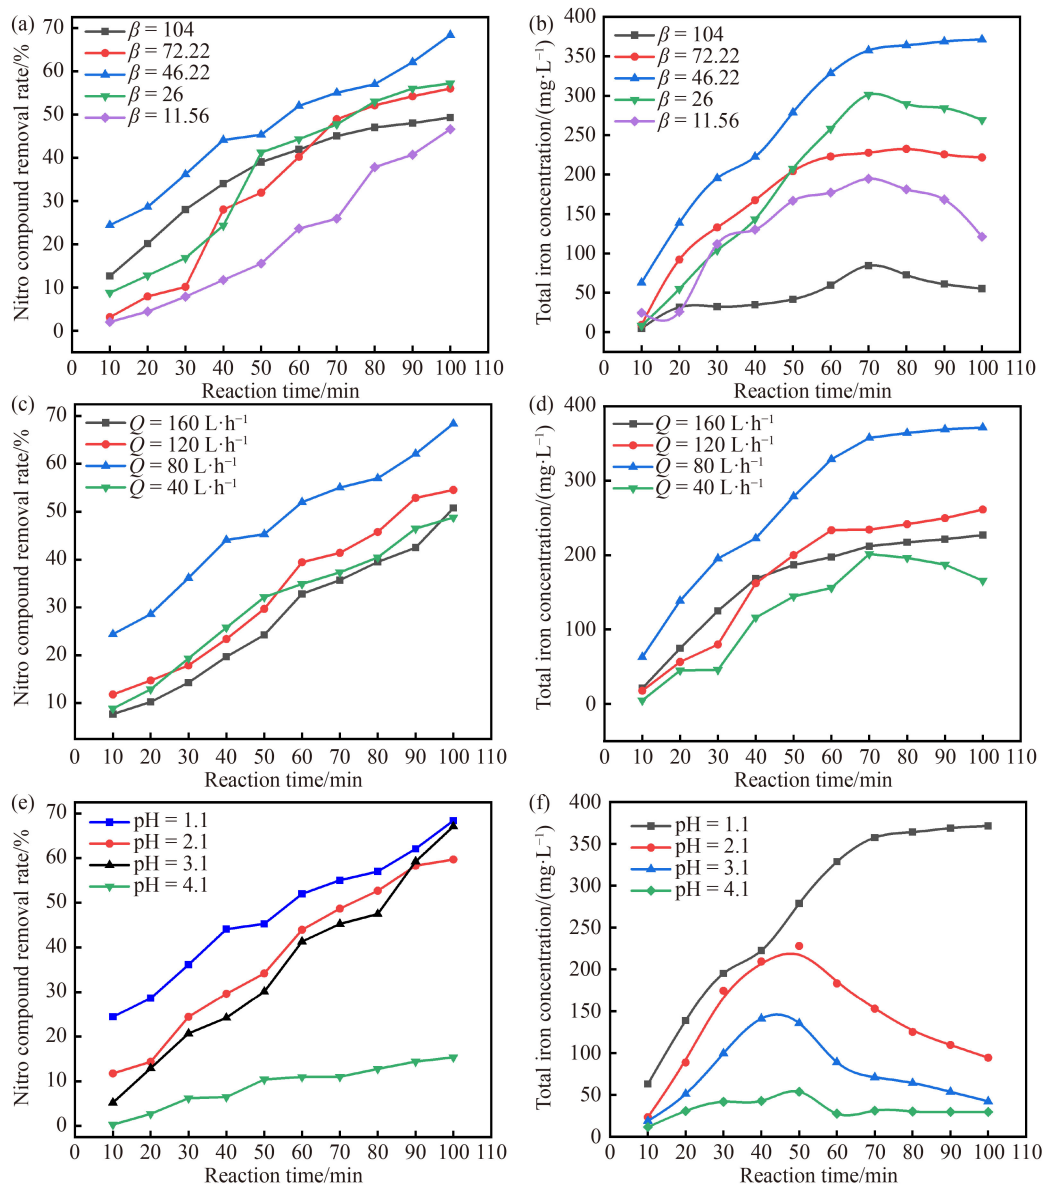 (a)
Nitro compound removal rate/%
70
60
50
40
30
20
10
0
β = 104
β = 72.22
β = 46.22
β = 26
β = 11.56
0 10 20 30 40 50 60 70 80 90 100 110
Reaction time/min
(b)
Total iron concentration/(mg·L⁻¹)
400
350
300
250
200
150
100
50
0
β = 104
β = 72.22
β = 46.22
β = 26
β = 11.56
0 10 20 30 40 50 60 70 80 90 100 110
Reaction time/min
(c)
Nitro compound removal rate/%
70
60
50
40
30
20
10
Q = 160 L·h⁻¹
Q = 120 L·h⁻¹
Q = 80 L·h⁻¹
Q = 40 L·h⁻¹
0 10 20 30 40 50 60 70 80 90 100 110
Reaction time/min
(d)
Total iron concentration/(mg·L⁻¹)
400
300
200
100
0
Q = 160 L·h⁻¹
Q = 120 L·h⁻¹
Q = 80 L·h⁻¹
Q = 40 L·h⁻¹
0 10 20 30 40 50 60 70 80 90 100 110
Reaction time/min
(e)
Nitro compound removal rate/%
70
60
50
40
30
20
10
0
pH = 1.1
pH = 2.1
pH = 3.1
pH = 4.1
0 10 20 30 40 50 60 70 80 90 100 110
Reaction time/min
(f)
Total iron concentration/(mg·L⁻¹)
400
350
300
250
200
150
100
50
0
pH = 1.1
pH = 2.1
pH = 3.1
pH = 4.1
0 10 20 30 40 50 60 70 80 90 100 110
Reaction time/min